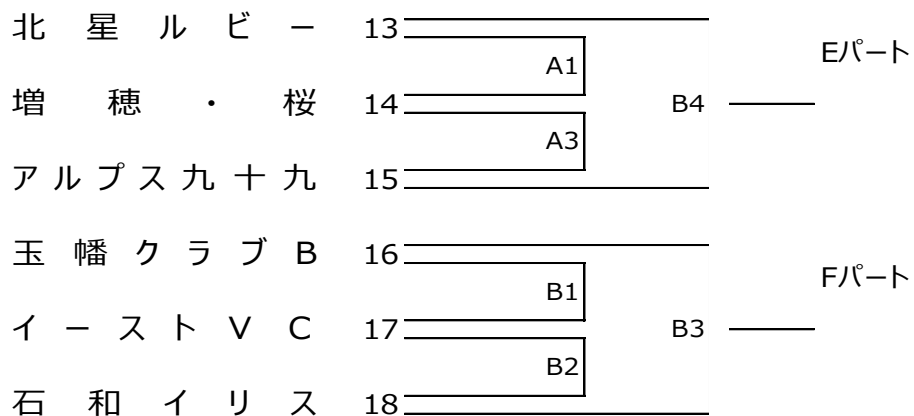 北星ルビー 13
Eパート
A1
増穂・桜 14
B4
A3
アルプス九十九 15
玉幡クラブB 16
Fパート
B1
イーストVC 17
B3
B2
石和イリス 18